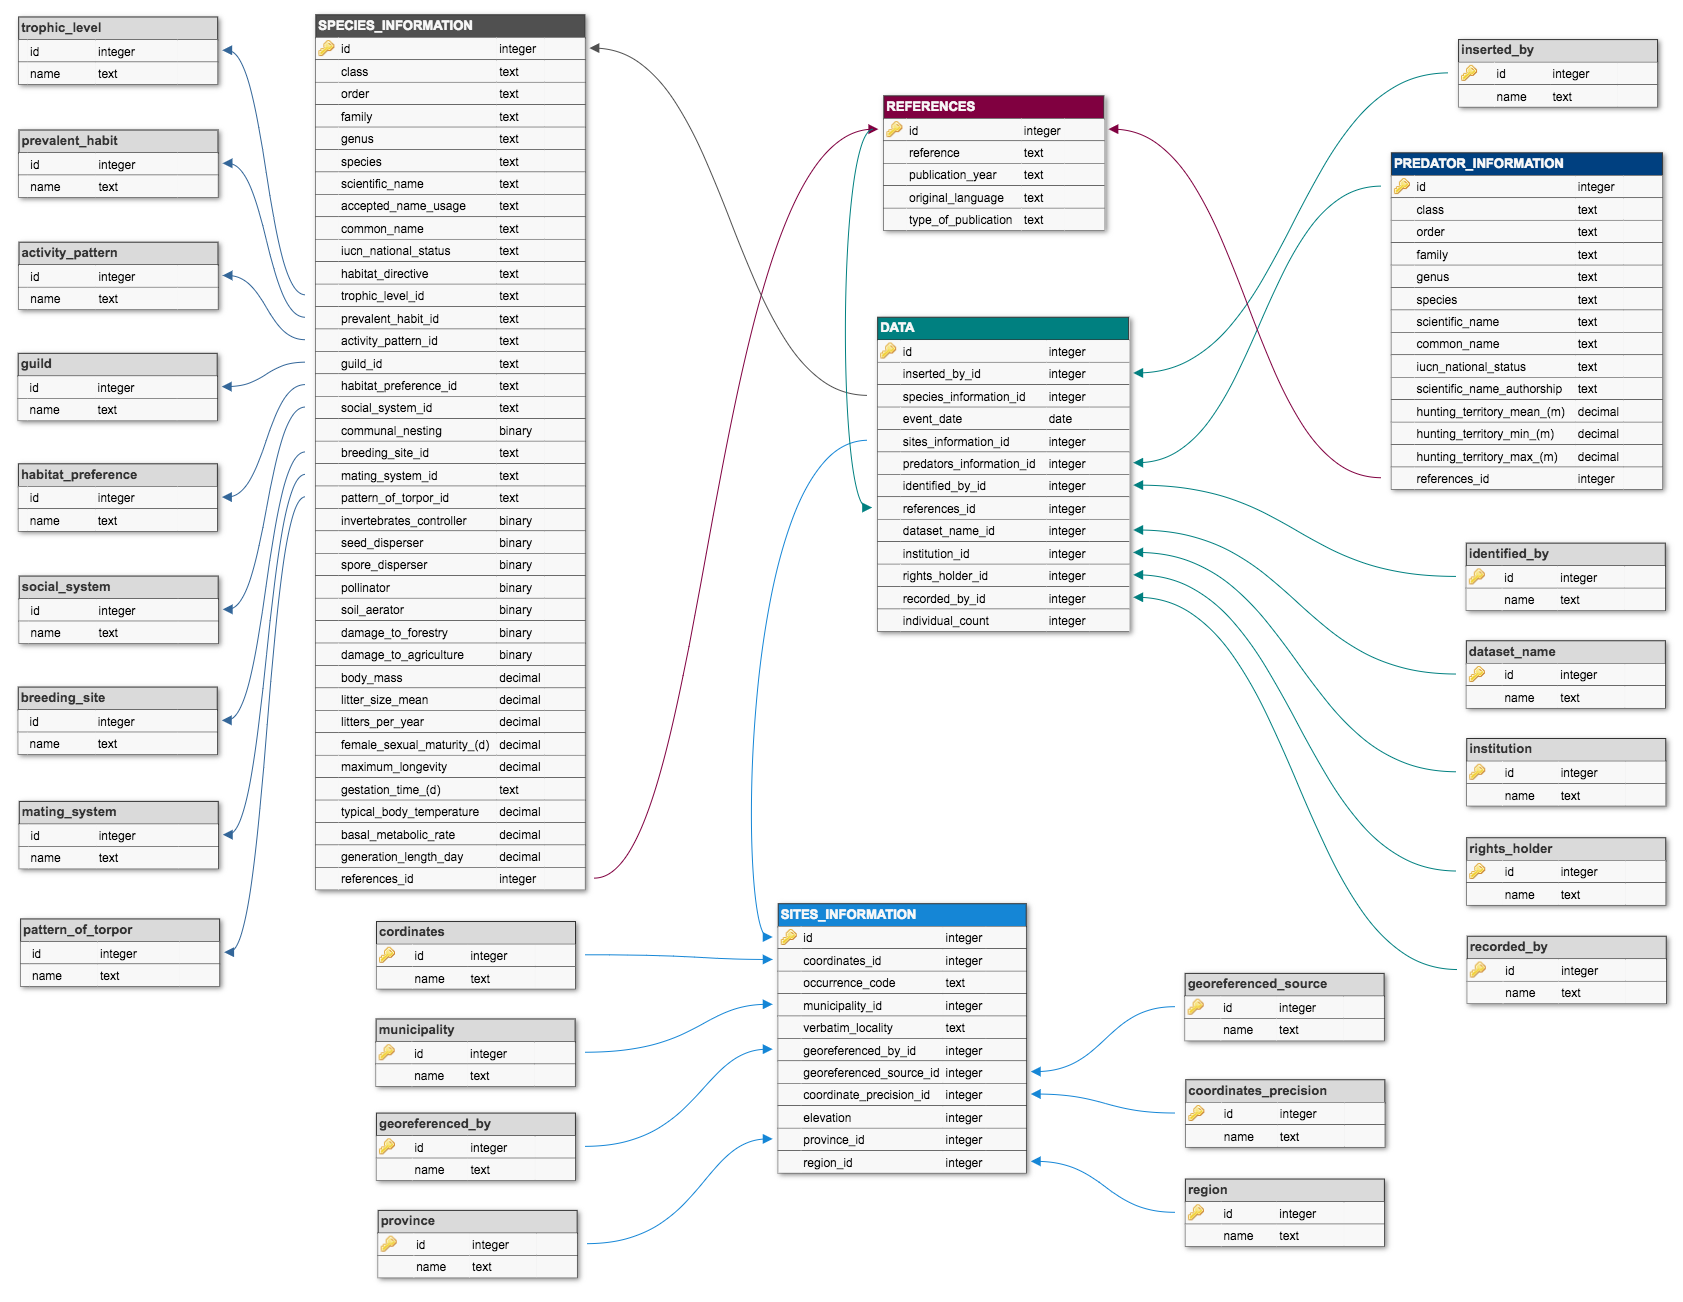 trophic_level
id integer
name text
prevalent_habit
id integer
name text
activity_pattern
id integer
name text
guild
id integer
name text
habitat_preference
id integer
name text
social_system
id integer
name text
breeding_site
id integer
name text
mating_system
id integer
name text
pattern_of_torpor
id integer
name text
SPECIES_INFORMATION
id integer
class text
order text
family text
genus text
species text
scientific_name text
accepted_name_usage text
common_name text
iucn_national_status text
habitat_directive text
trophic_level_id text
prevalent_habit_id text
activity_pattern_id text
guild_id text
habitat_preference_id text
social_system_id text
communal_nesting binary
breeding_site_id text
mating_system_id text
pattern_of_torpor_id text
invertebrates_controller binary
seed_disperser binary
spore_disperser binary
pollinator binary
soil_aerator binary
damage_to_forestry binary
damage_to_agriculture binary
body_mass decimal
litter_size_mean decimal
litters_per_year decimal
female_sexual_maturity_(d) decimal
maximum_longevity decimal
gestation_time_(d) text
typical_body_temperature decimal
basal_metabolic_rate decimal
generation_length_day decimal
references_id integer
cordinates
id integer
name text
municipality
id integer
name text
georeferenced_by
id integer
name text
province
id integer
name text
REFERENCES
id integer
reference text
publication_year text
original_language text
type_of_publication text
DATA
id integer
inserted_by_id integer
species_information_id integer
event_date date
sites_information_id integer
predators_information_id integer
identified_by_id integer
references_id integer
dataset_name_id integer
institution_id integer
rights_holder_id integer
recorded_by_id integer
individual_count integer
SITES_INFORMATION
id integer
coordinates_id integer
occurrence_code text
municipality_id integer
verbatim_locality text
georeferenced_by_id integer
georeferenced_source_id integer
coordinate_precision_id integer
elevation integer
province_id integer
region_id integer
georeferenced_source
id integer
name text
coordinates_precision
id integer
name text
region
id integer
name text
inserted_by
id integer
name text
PREDATOR_INFORMATION
id integer
class text
order text
family text
genus text
species text
scientific_name text
common_name text
iucn_national_status text
scientific_name_authorship text
hunting_territory_mean_(m) decimal
hunting_territory_min_(m) decimal
hunting_territory_max_(m) decimal
references_id integer
identified_by
id integer
name text
dataset_name
id integer
name text
institution
id integer
name text
rights_holder
id integer
name text
recorded_by
id integer
name text